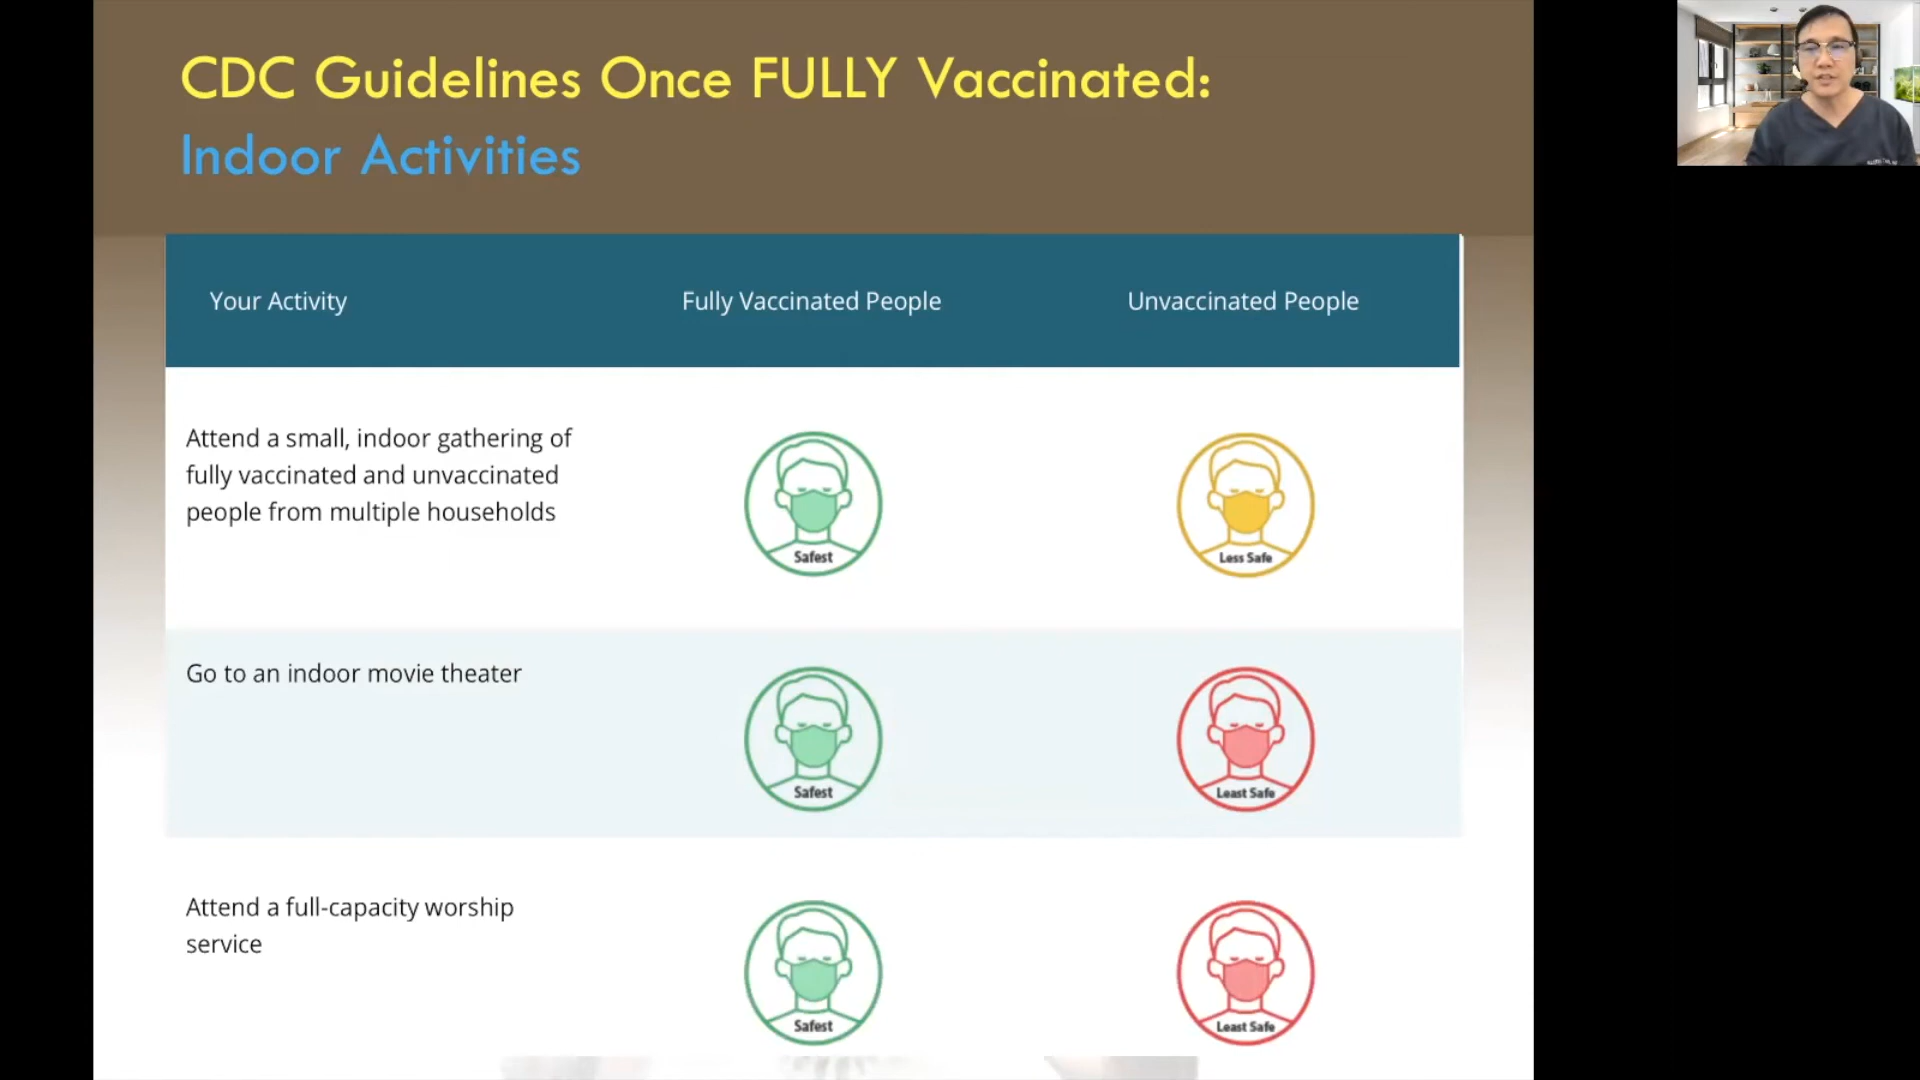 CDC Guidelines Once FULLY Vaccinated:
Indoor Activities
Your Activity
Fully Vaccinated People
Unvaccinated People
Attend a small, indoor gathering of
fully vaccinated and unvaccinated
people from multiple households
Safest
Less Safe
Go to an indoor movie theater
Safest
Least Safe
Attend a full-capacity worship
service
Safest
Least Safe